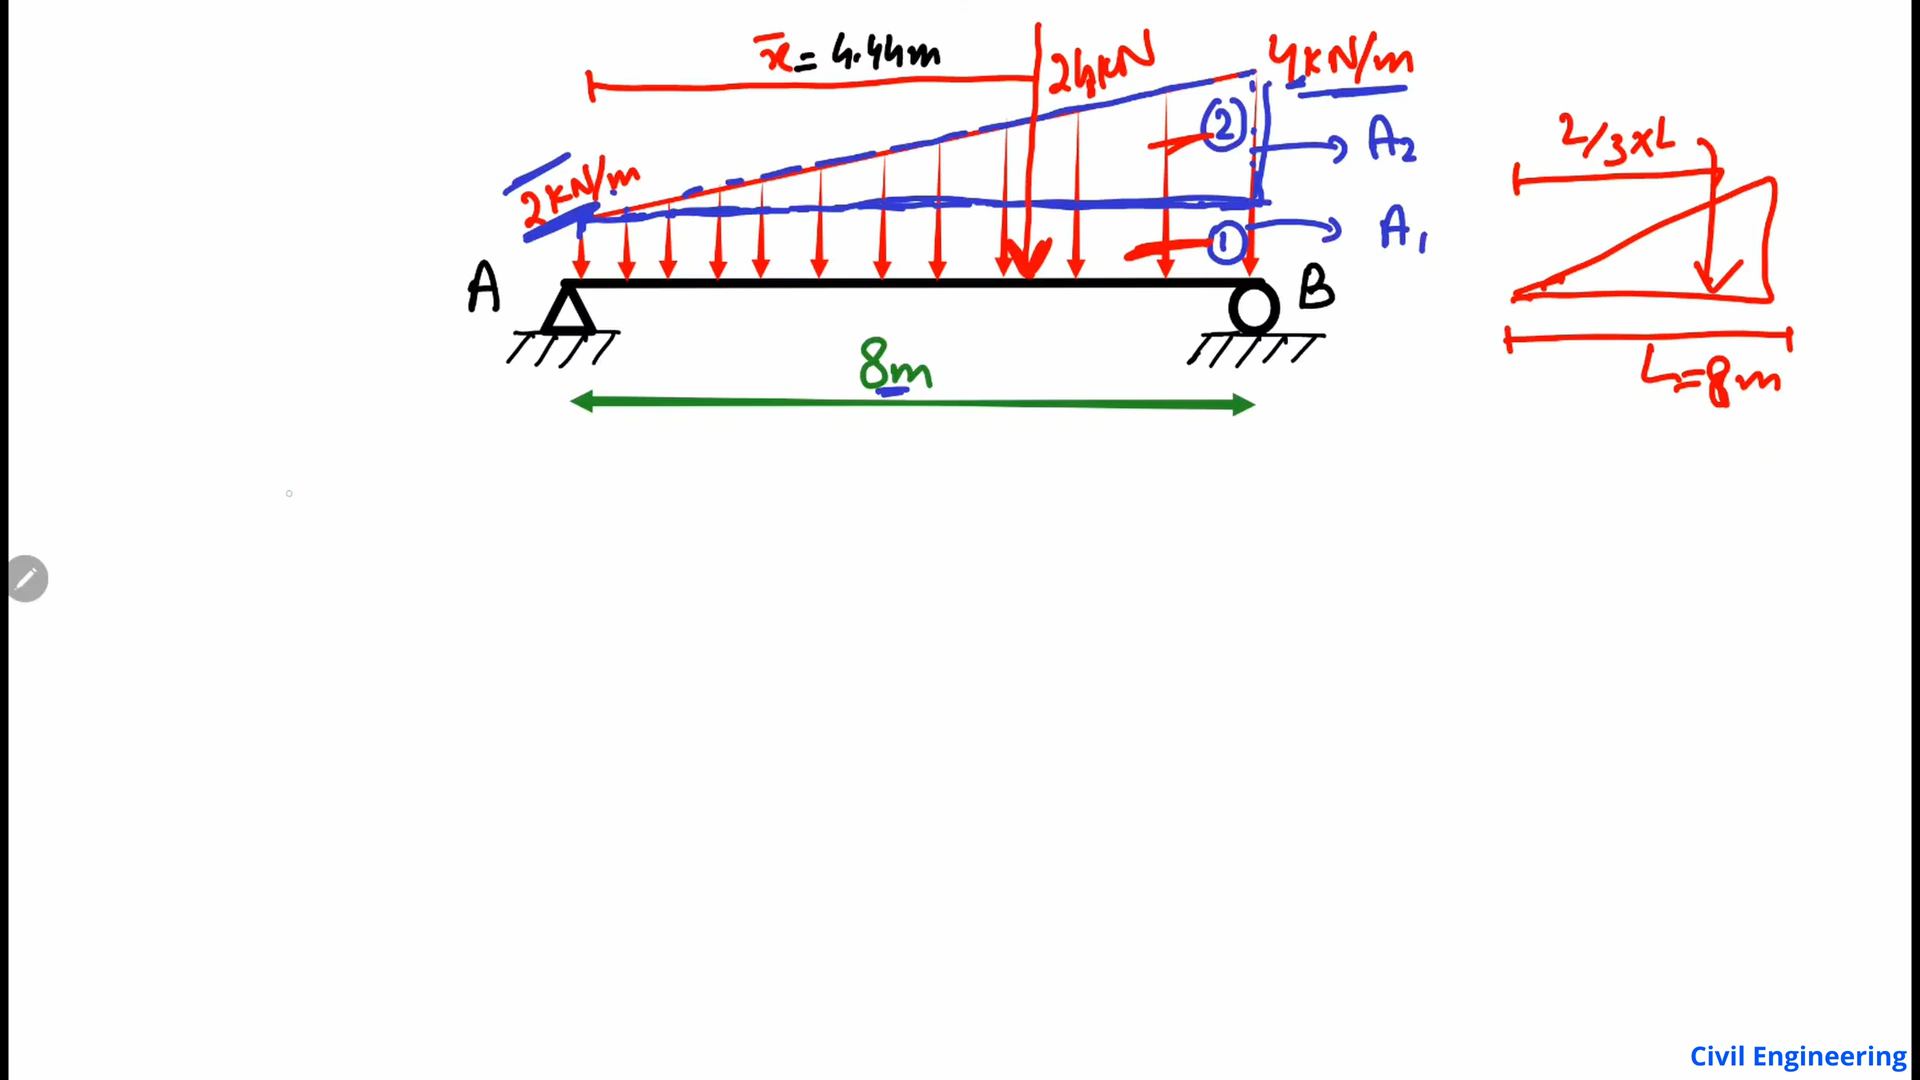 x̄ = 4.44m
24kN
4kN/m
2kN/m
②
A₂
①
A₁
A
B
8m
2/3xL
L=8m
Civil Engineering